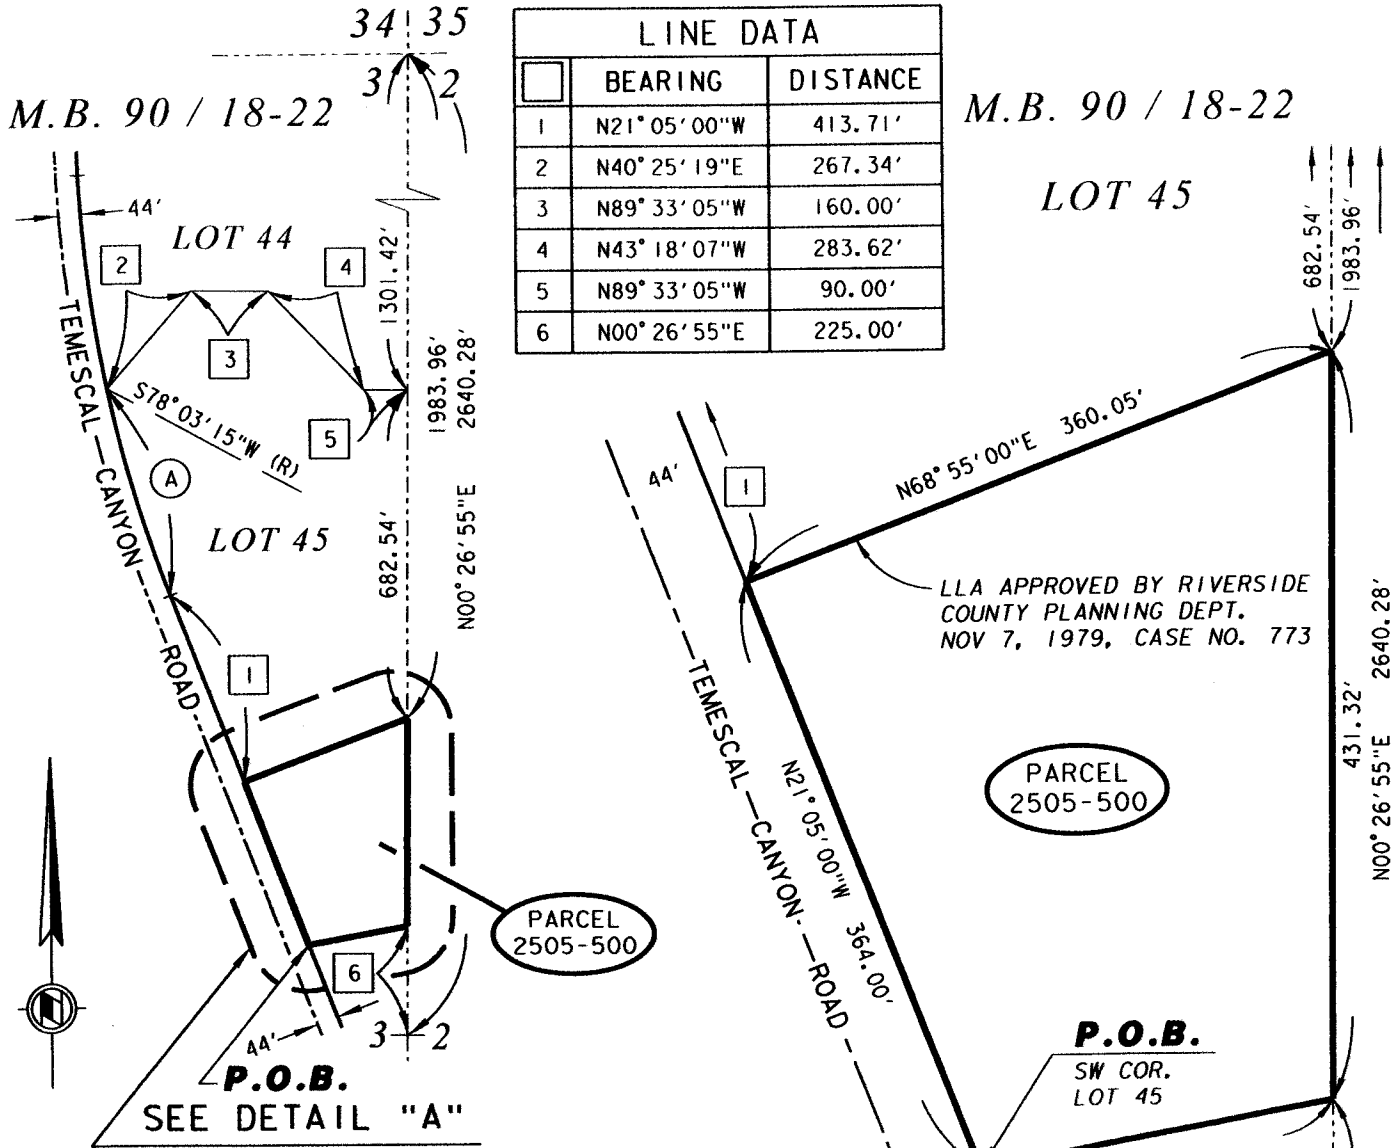 34 35
3 2
M.B. 90 / 18-22
44'
LOT 44
2
4
3
5
1301.42'
1983.96'
2640.28'
S78°03'15"W (R)
A
TEMESCAL CANYON ROAD
LOT 45
682.54'
N00°26'55"E
1
PARCEL
2505-500
6
44'
3 2
P.O.B.
SEE DETAIL "A"
LINE DATA
BEARING DISTANCE
1 N21°05'00"W 413.71'
2 N40°25'19"E 267.34'
3 N89°33'05"W 160.00'
4 N43°18'07"W 283.62'
5 N89°33'05"W 90.00'
6 N00°26'55"E 225.00'
M.B. 90 / 18-22
LOT 45
682.54'
1983.96'
44'
1
N68°55'00"E 360.05'
LLA APPROVED BY RIVERSIDE
COUNTY PLANNING DEPT.
NOV 7, 1979, CASE NO. 773
TEMESCAL CANYON ROAD
N21°05'00"W 364.00'
PARCEL
2505-500
431.32'
N00°26'55"E 2640.28'
P.O.B.
SW COR.
LOT 45